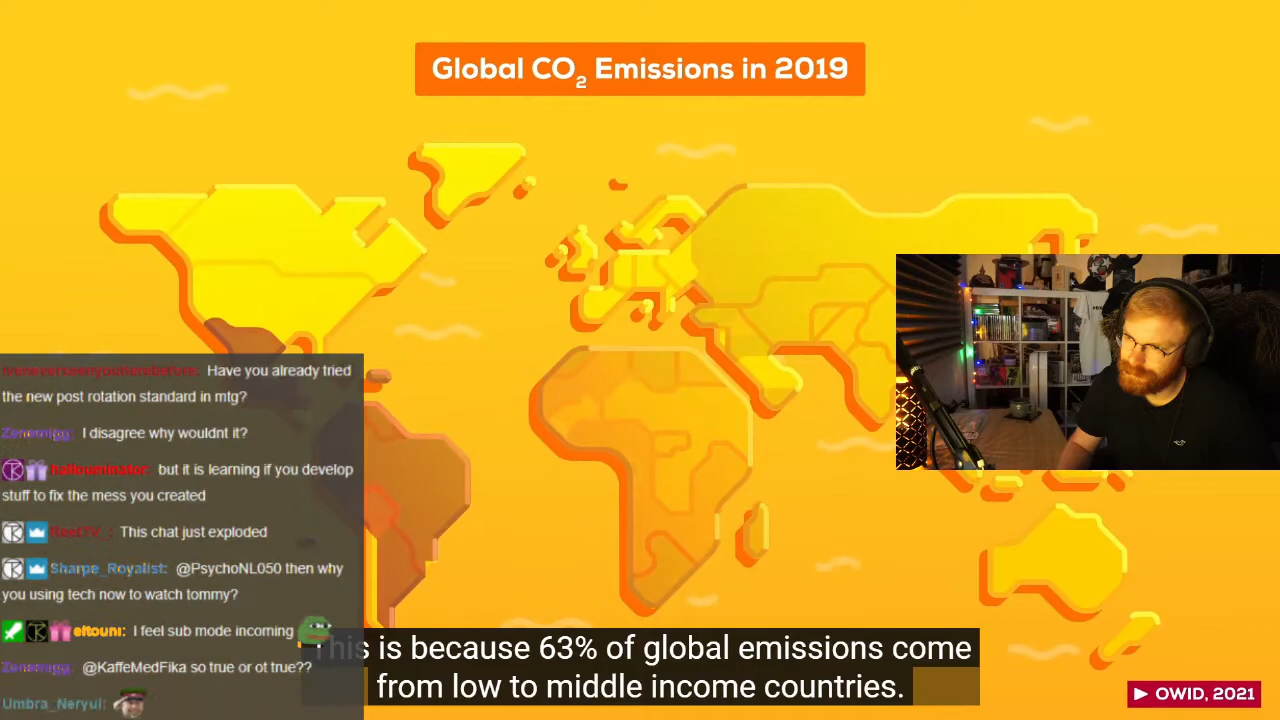 Global CO₂ Emissions in 2019
Have you already tried
the new post rotation standard in mtg?
I disagree why wouldnt it?
hallouminator: but it is learning if you develop
stuff to fix the mess you created
This chat just exploded
Sharpe_Royalist: @PsychoNL050 then why
you using tech now to watch tommy?
eltouni: I feel sub mode incoming
@KaffeMedFika so true or ot true??
Umbra_Neryui:
This is because 63% of global emissions come
from low to middle income countries.
▶ OWID, 2021